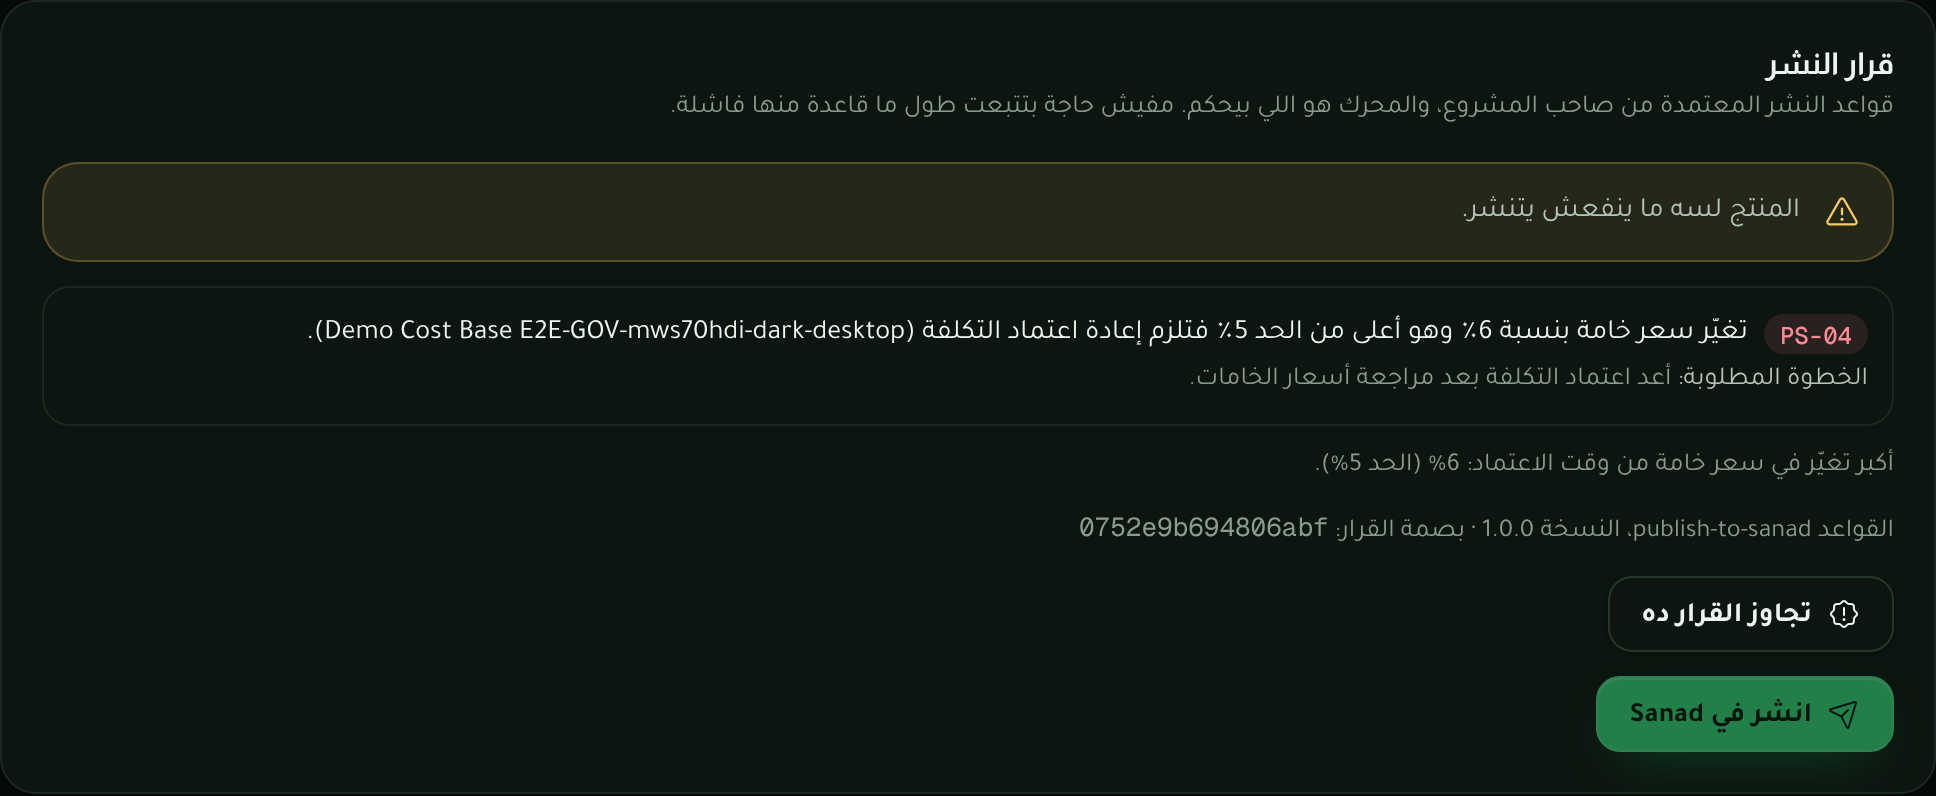 قرار النشر
قواعد النشر المعتمدة من صاحب المشروع، والمحرك هو اللي بيحكم. مفيش حاجة بتتبعت طول ما قاعدة منها فاشلة.
المنتج لسه ما ينفعش يتنشر.
PS-04 تغيّر سعر خامة بنسبة 6٪ وهو أعلى من الحد 5٪ فتلزم إعادة اعتماد التكلفة (Demo Cost Base E2E-GOV-mws70hdi-dark-desktop).
الخطوة المطلوبة: أعد اعتماد التكلفة بعد مراجعة أسعار الخامات.
أكبر تغيّر في سعر خامة من وقت الاعتماد: 6% (الحد 5%).
القواعد publish-to-sanad، النسخة 1.0.0 · بصمة القرار: 0752e9b694806abf
تجاوز القرار ده
انشر في Sanad